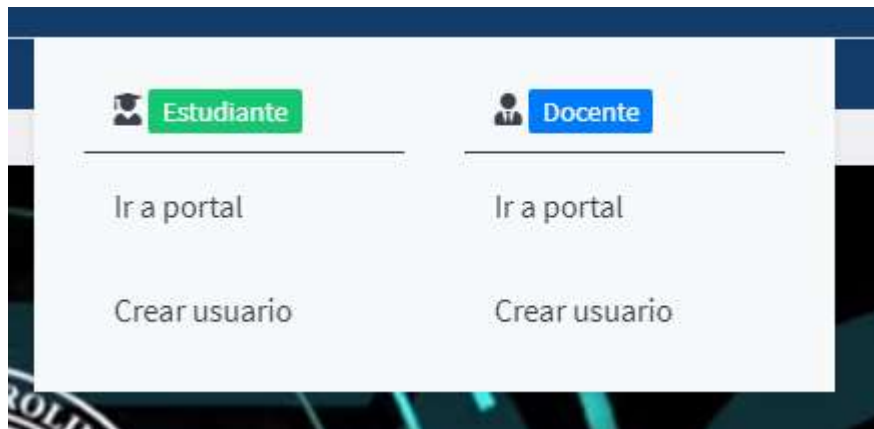 Estudiante
Docente
Ir a portal
Ir a portal
Crear usuario
Crear usuario